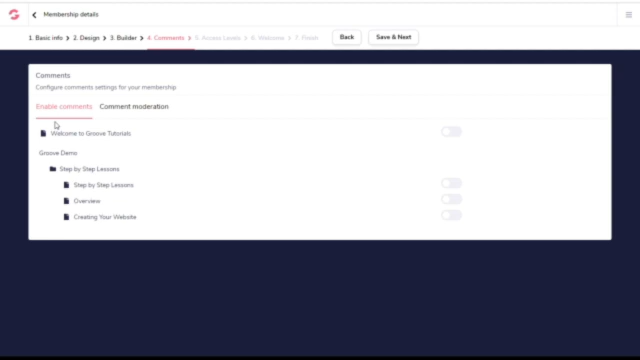 Membership details
1. Basic info > 2. Design > 3. Builder > 4. Comments > 5. Access Levels > 6. Welcome > 7. Finish Back Save & Next
Comments
Configure comments settings for your membership
Enable comments Comment moderation
Welcome to Groove Tutorials
Groove Demo
Step by Step Lessons
Step by Step Lessons
Overview
Creating Your Website